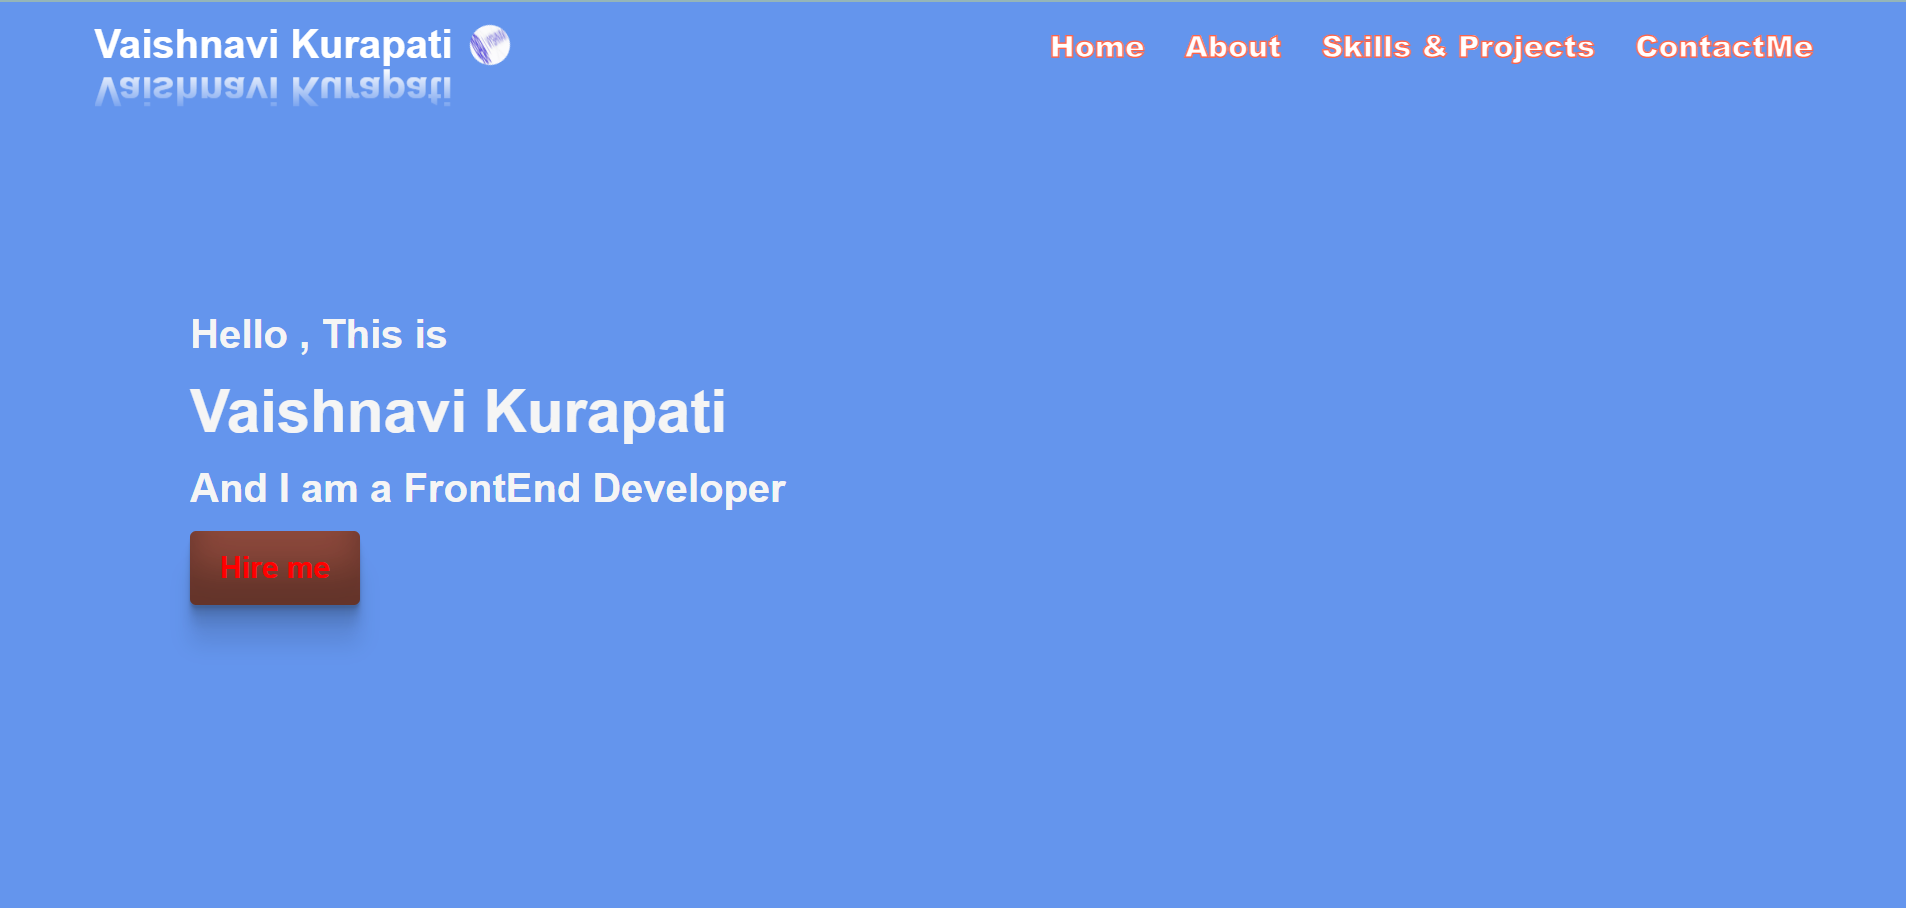 Vaishnavi Kurapati
Home About Skills & Projects ContactMe
Hello , This is
Vaishnavi Kurapati
And I am a FrontEnd Developer
Hire me